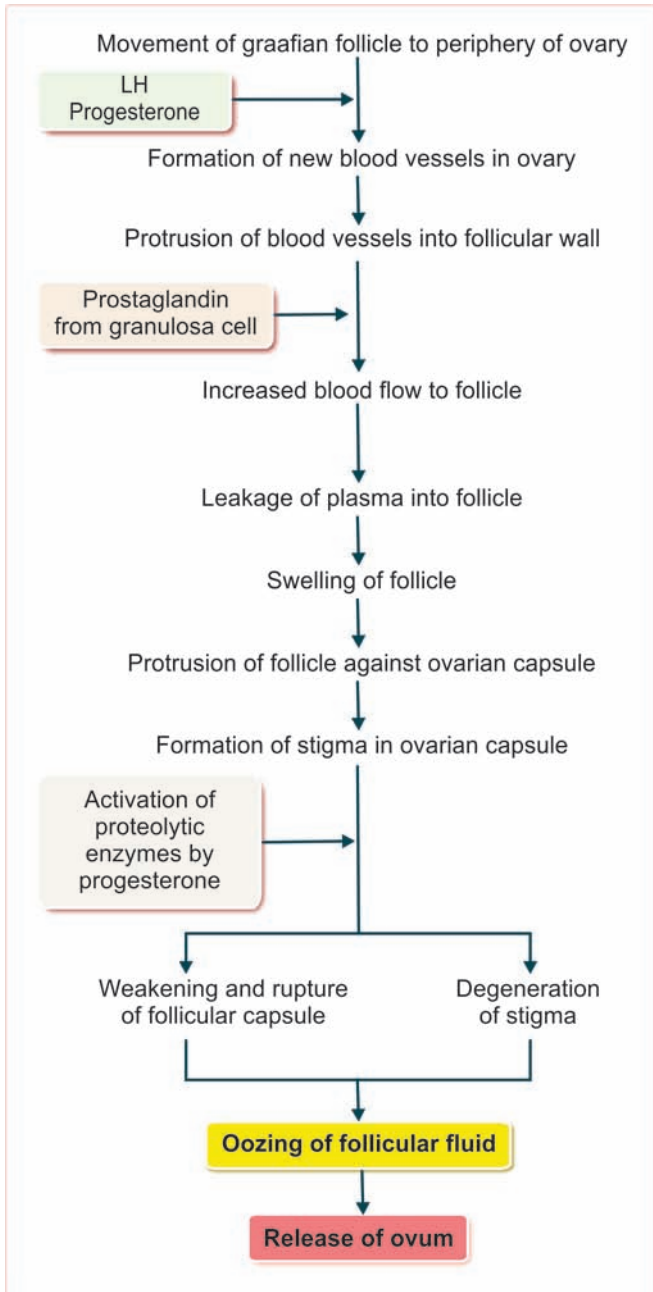 Movement of graafian follicle to periphery of ovary
LH
Progesterone
Formation of new blood vessels in ovary
Protrusion of blood vessels into follicular wall
Prostaglandin
from granulosa cell
Increased blood flow to follicle
Leakage of plasma into follicle
Swelling of follicle
Protrusion of follicle against ovarian capsule
Formation of stigma in ovarian capsule
Activation of
proteolytic
enzymes by
progesterone
Weakening and rupture
of follicular capsule
Degeneration
of stigma
Oozing of follicular fluid
Release of ovum